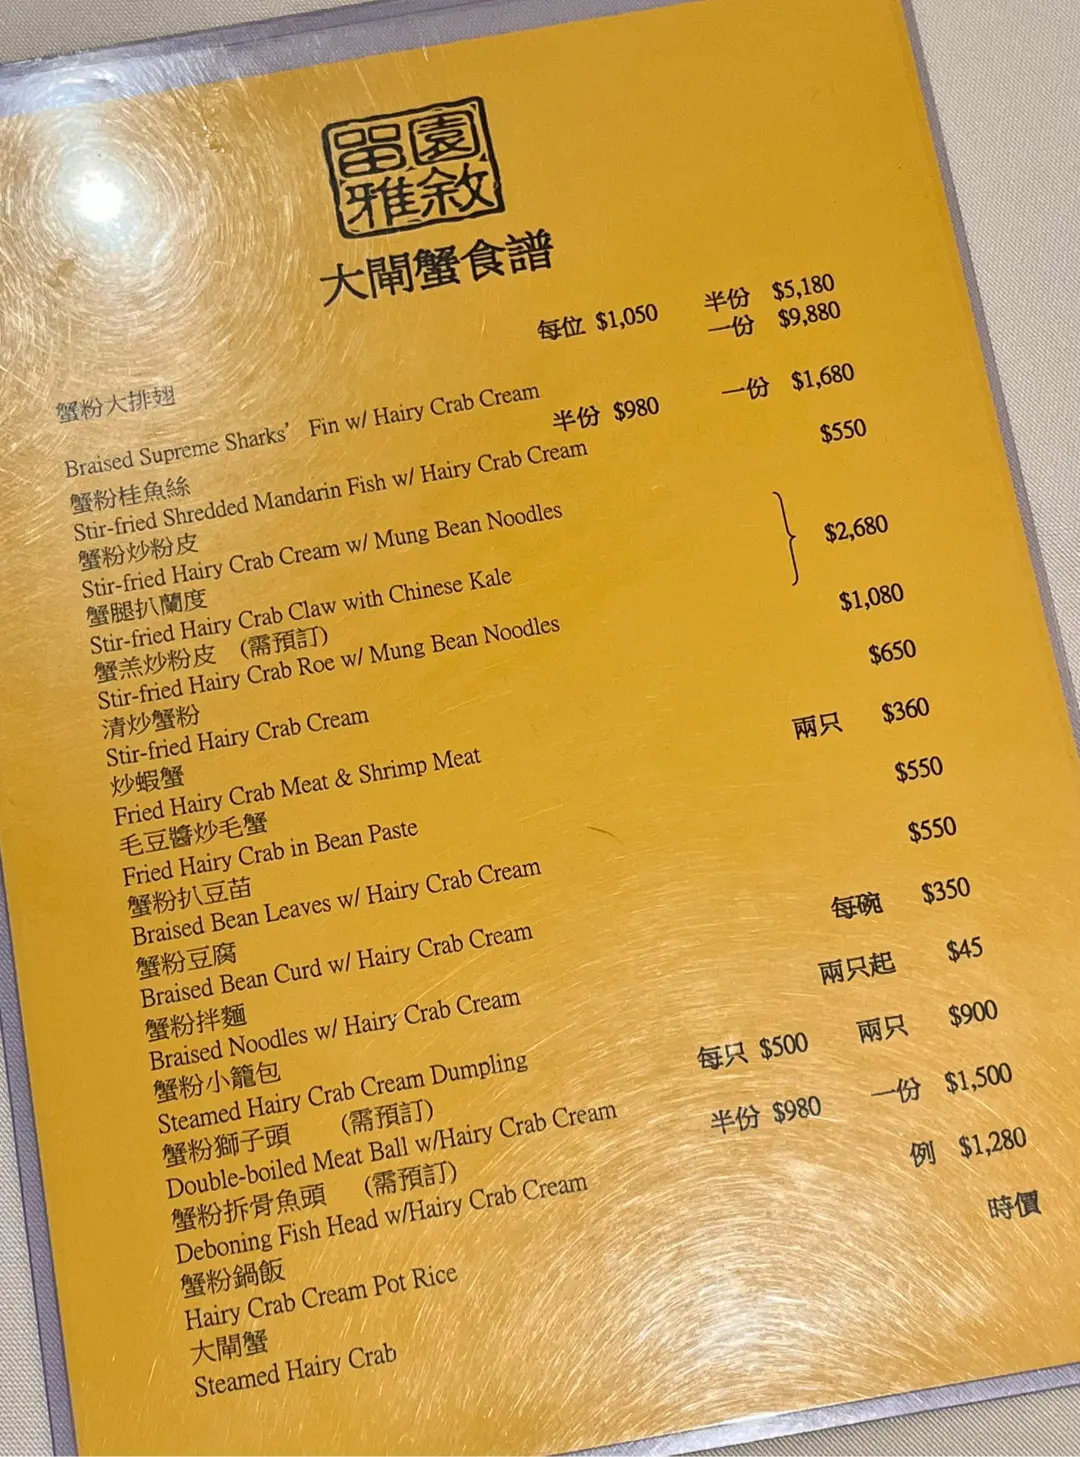 留園
雅敘
大閘蟹食譜
蟹粉大排翅 每位 $1,050 半份 $5,180
一份 $9,880
Braised Supreme Sharks’ Fin w/ Hairy Crab Cream
蟹粉桂魚絲 半份 $980 一份 $1,680
Stir-fried Shredded Mandarin Fish w/ Hairy Crab Cream
蟹粉炒粉皮 $550
Stir-fried Hairy Crab Cream w/ Mung Bean Noodles
蟹腿扒蘭度
Stir-fried Hairy Crab Claw with Chinese Kale
$2,680
蟹羔炒粉皮 (需預訂)
Stir-fried Hairy Crab Roe w/ Mung Bean Noodles
清炒蟹粉 $1,080
Stir-fried Hairy Crab Cream
炒蝦蟹 $650
Fried Hairy Crab Meat & Shrimp Meat
毛豆醬炒毛蟹 兩只 $360
Fried Hairy Crab in Bean Paste
蟹粉扒豆苗 $550
Braised Bean Leaves w/ Hairy Crab Cream
蟹粉豆腐 $550
Braised Bean Curd w/ Hairy Crab Cream
蟹粉拌麵 每碗 $350
Braised Noodles w/ Hairy Crab Cream
蟹粉小籠包 兩只起 $45
Steamed Hairy Crab Cream Dumpling
蟹粉獅子頭 (需預訂) 每只 $500 兩只 $900
Double-boiled Meat Ball w/Hairy Crab Cream
蟹粉拆骨魚頭 (需預訂) 半份 $980 一份 $1,500
Deboning Fish Head w/Hairy Crab Cream
蟹粉鍋飯 例 $1,280
Hairy Crab Cream Pot Rice
大閘蟹 時價
Steamed Hairy Crab